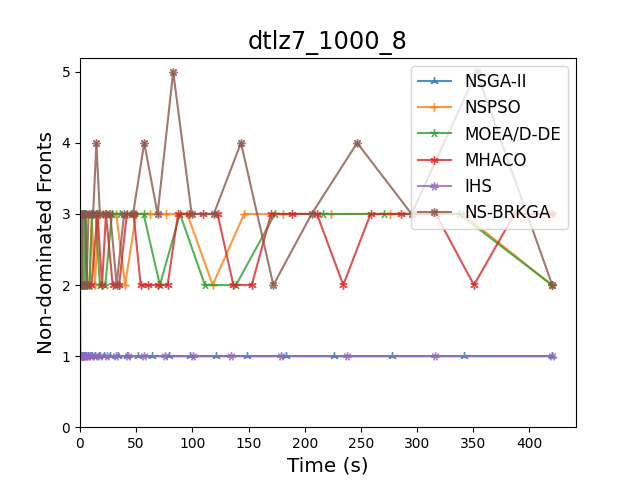 dtlz7_1000_8
Non-dominated Fronts
5
4
3
2
1
0
NSGA-II
NSPSO
MOEA/D-DE
MHACO
IHS
NS-BRKGA
0 50 100 150 200 250 300 350 400
Time (s)